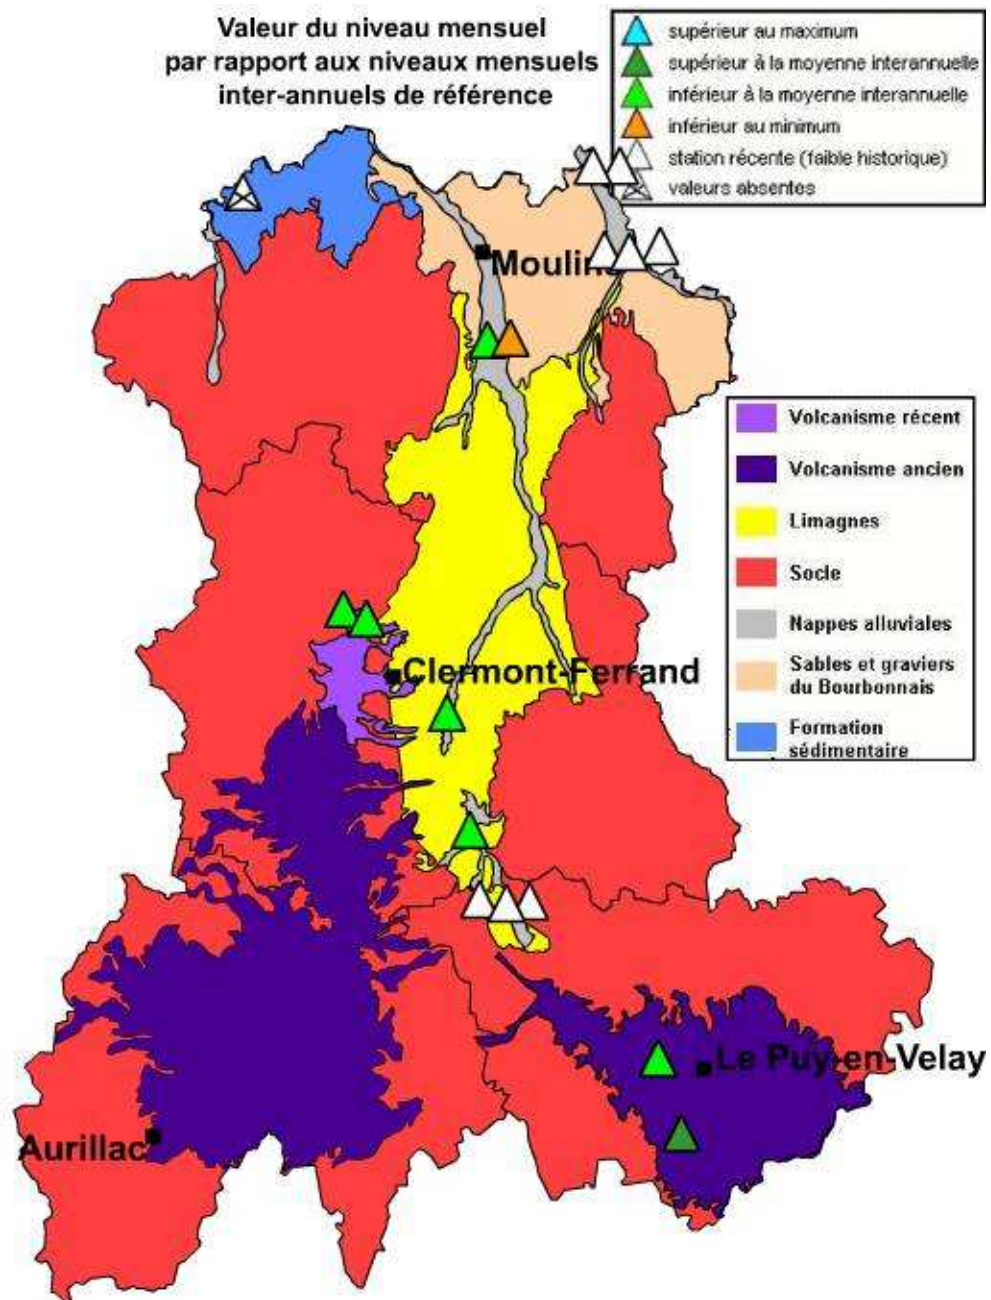 Valeur du niveau mensuel
par rapport aux niveaux mensuels
inter-annuels de référence
supérieur au maximum
supérieur à la moyenne interannuelle
inférieur à la moyenne interannuelle
inférieur au minimum
station récente (faible historique)
valeurs absentes
Moulins
Volcanisme récent
Volcanisme ancien
Limagnes
Socle
Nappes alluviales
Sables et graviers
du Bourbonnais
Formation
sédimentaire
Clermont-Ferrand
Le Puy-en-Velay
Aurillac